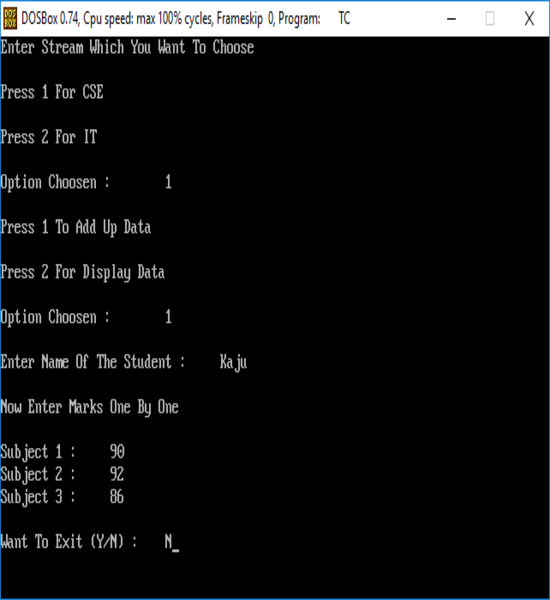 DOS BOX
DOSBox 0.74, Cpu speed: max 100% cycles, Frameskip 0, Program: TC
Enter Stream Which You Want To Choose
Press 1 For CSE
Press 2 For IT
Option Choosen : 1
Press 1 To Add Up Data
Press 2 For Display Data
Option Choosen : 1
Enter Name Of The Student : Kaju
Now Enter Marks One By One
Subject 1 : 90
Subject 2 : 92
Subject 3 : 86
Want To Exit (Y/N) : N_